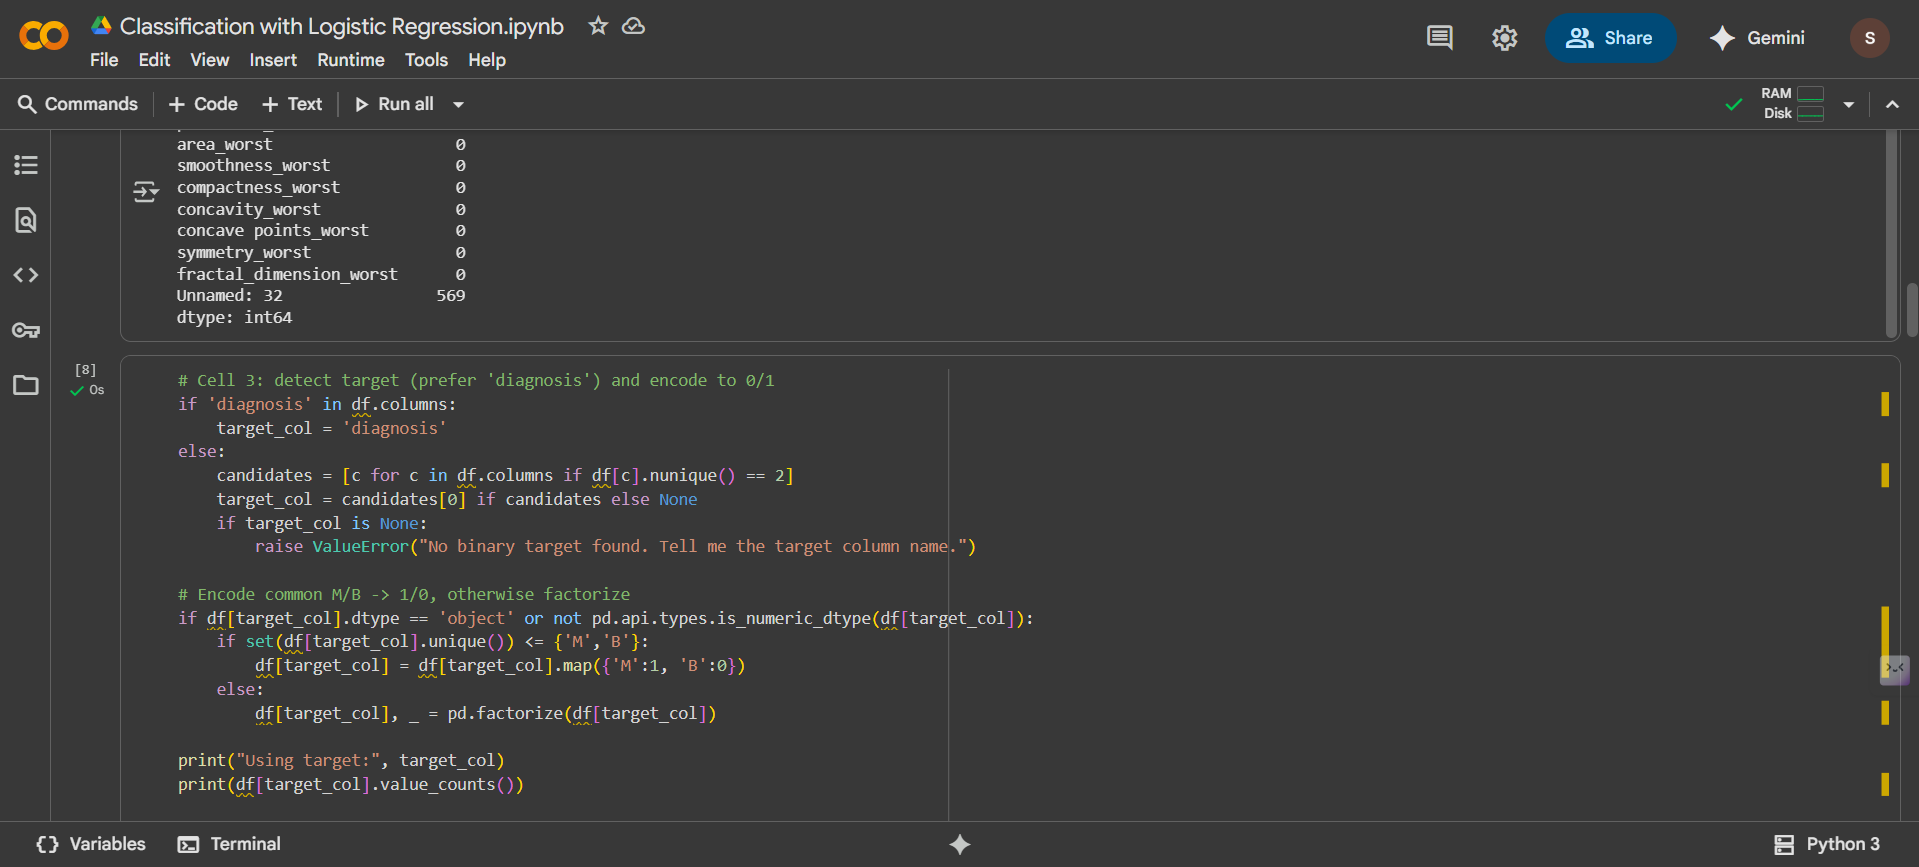 Classification with Logistic Regression.ipynb
File Edit View Insert Runtime Tools Help
Share
Gemini
S
Commands + Code + Text Run all
RAM
Disk
area_worst 0
smoothness_worst 0
compactness_worst 0
concavity_worst 0
concave points_worst 0
symmetry_worst 0
fractal_dimension_worst 0
Unnamed: 32 569
dtype: int64
[8]
0s
# Cell 3: detect target (prefer 'diagnosis') and encode to 0/1
if 'diagnosis' in df.columns:
    target_col = 'diagnosis'
else:
    candidates = [c for c in df.columns if df[c].nunique() == 2]
    target_col = candidates[0] if candidates else None
    if target_col is None:
        raise ValueError("No binary target found. Tell me the target column name.")
# Encode common M/B -> 1/0, otherwise factorize
if df[target_col].dtype == 'object' or not pd.api.types.is_numeric_dtype(df[target_col]):
    if set(df[target_col].unique()) <= {'M','B'}:
        df[target_col] = df[target_col].map({'M':1, 'B':0})
    else:
        df[target_col], _ = pd.factorize(df[target_col])
print("Using target:", target_col)
print(df[target_col].value_counts())
Variables
Terminal
Python 3